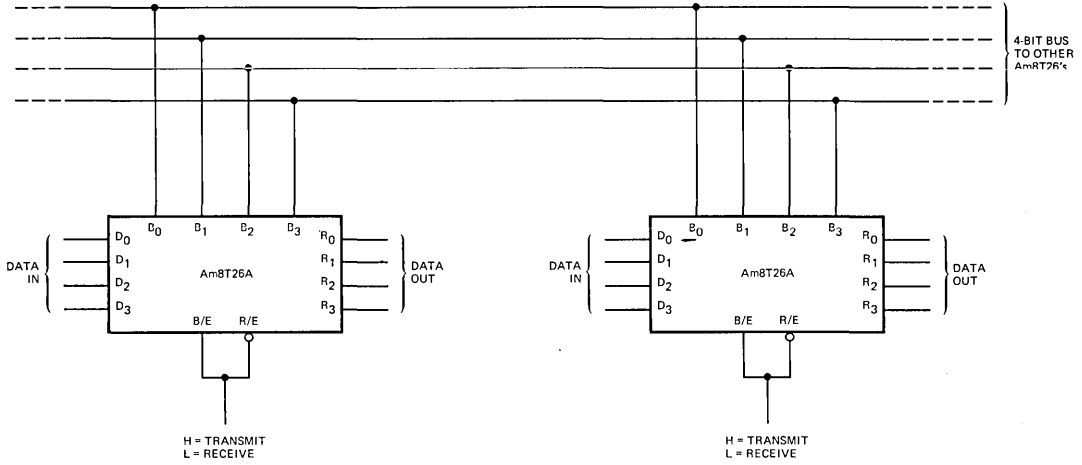 4-BIT BUS
TO OTHER
Am8T26's
B0 B1 B2 B3
D0
D1
D2
D3
R0
R1
R2
R3
DATA
IN
Am8T26A
DATA
OUT
B/E R/E
H = TRANSMIT
L = RECEIVE
B0 B1 B2 B3
D0
D1
D2
D3
R0
R1
R2
R3
DATA
IN
Am8T26A
DATA
OUT
B/E R/E
H = TRANSMIT
L = RECEIVE